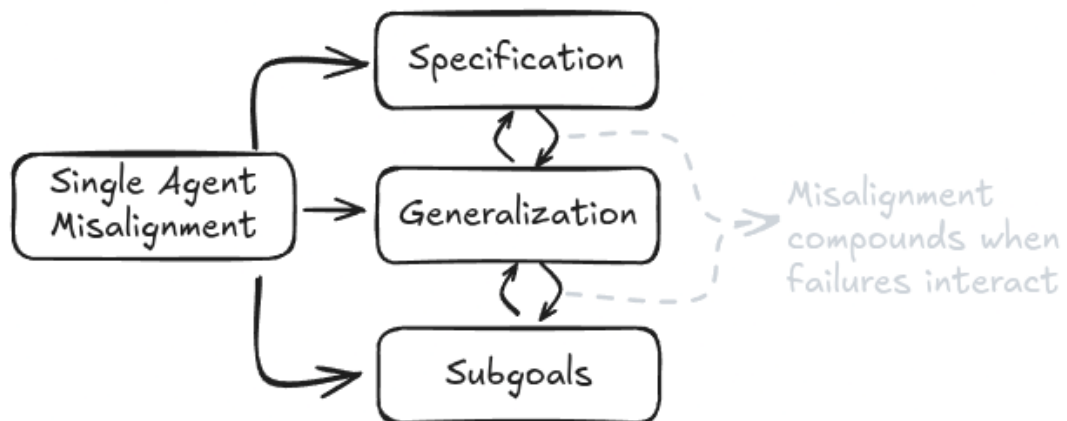 Specification
Single Agent
Misalignment
Generalization
Subgoals
Misalignment
compounds when
failures interact